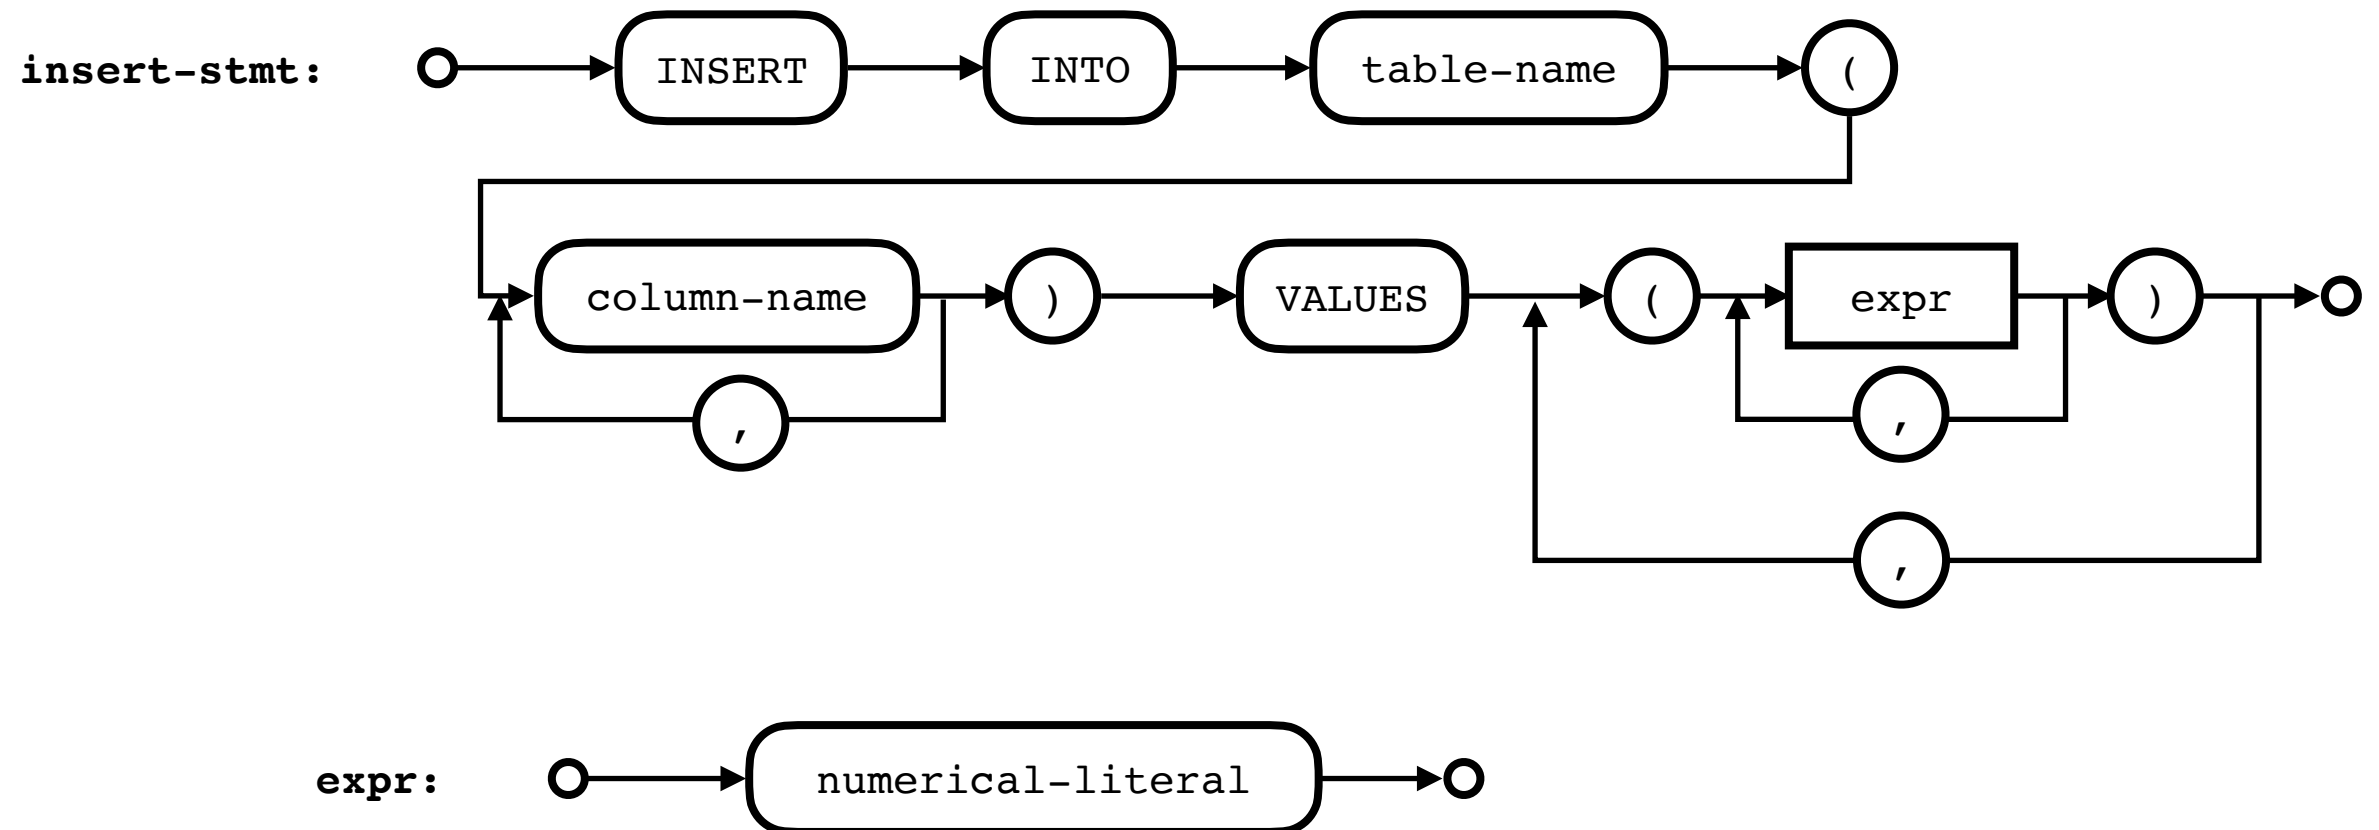 insert-stmt: INSERT INTO table-name (
column-name ) VALUES ( expr )
, ,
,
expr: numerical-literal